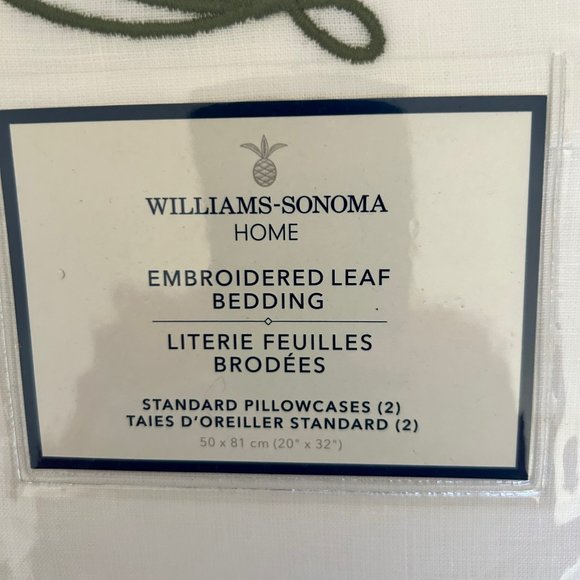 WILLIAMS-SONOMA
HOME
EMBROIDERED LEAF
BEDDING
LITERIE FEUILLES
BRODÉES
STANDARD PILLOWCASES (2)
TAIES D'OREILLER STANDARD (2)
50 x 81 cm (20" x 32")